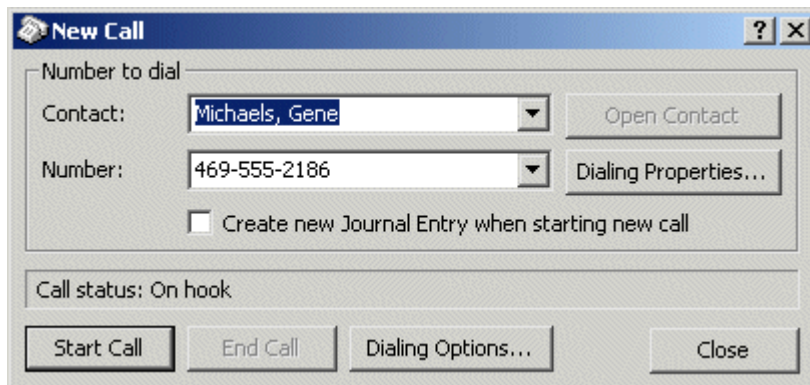 New Call
Number to dial
Contact: Michaels, Gene Open Contact
Number: 469-555-2186 Dialing Properties...
Create new Journal Entry when starting new call
Call status: On hook
Start Call End Call Dialing Options... Close